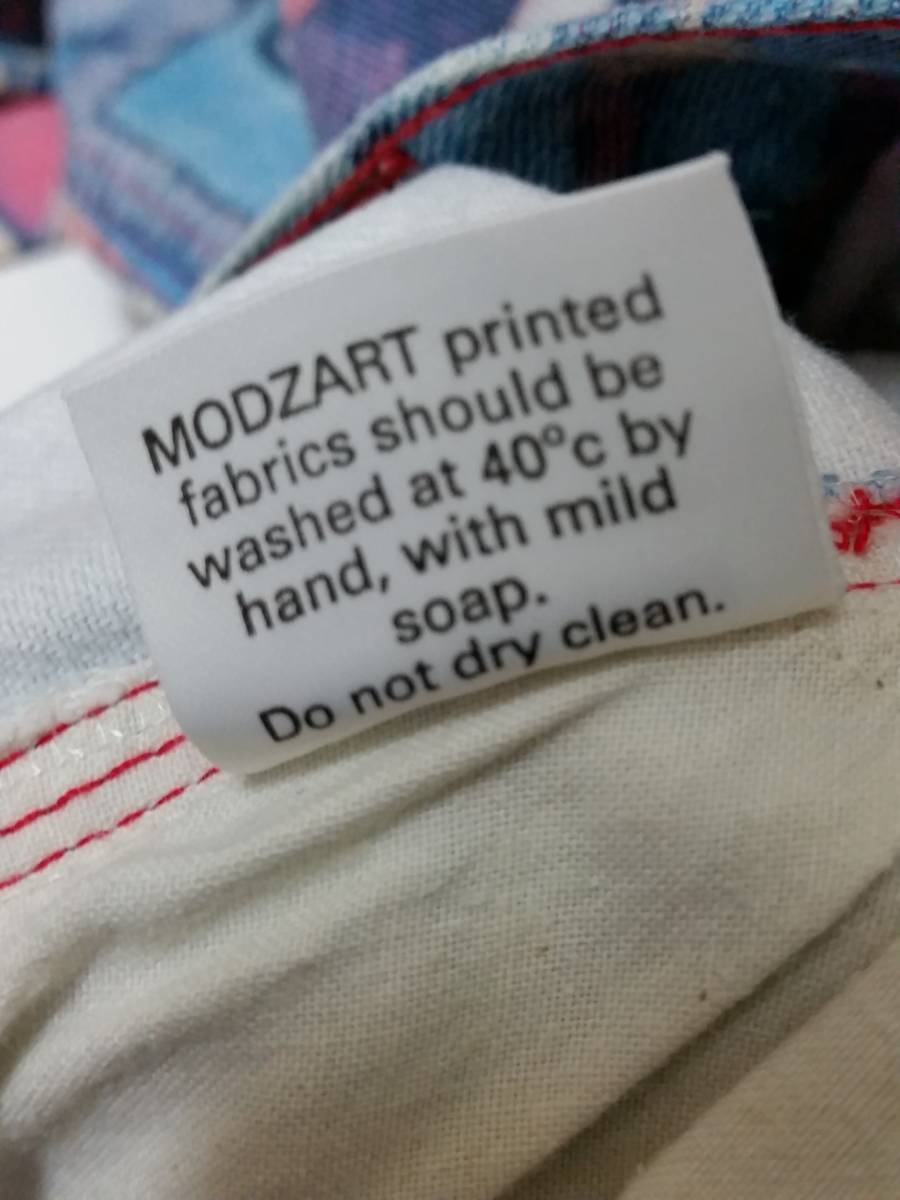 MODZART printed
fabrics should be
washed at 40°c by
hand, with mild
soap.
Do not dry clean.